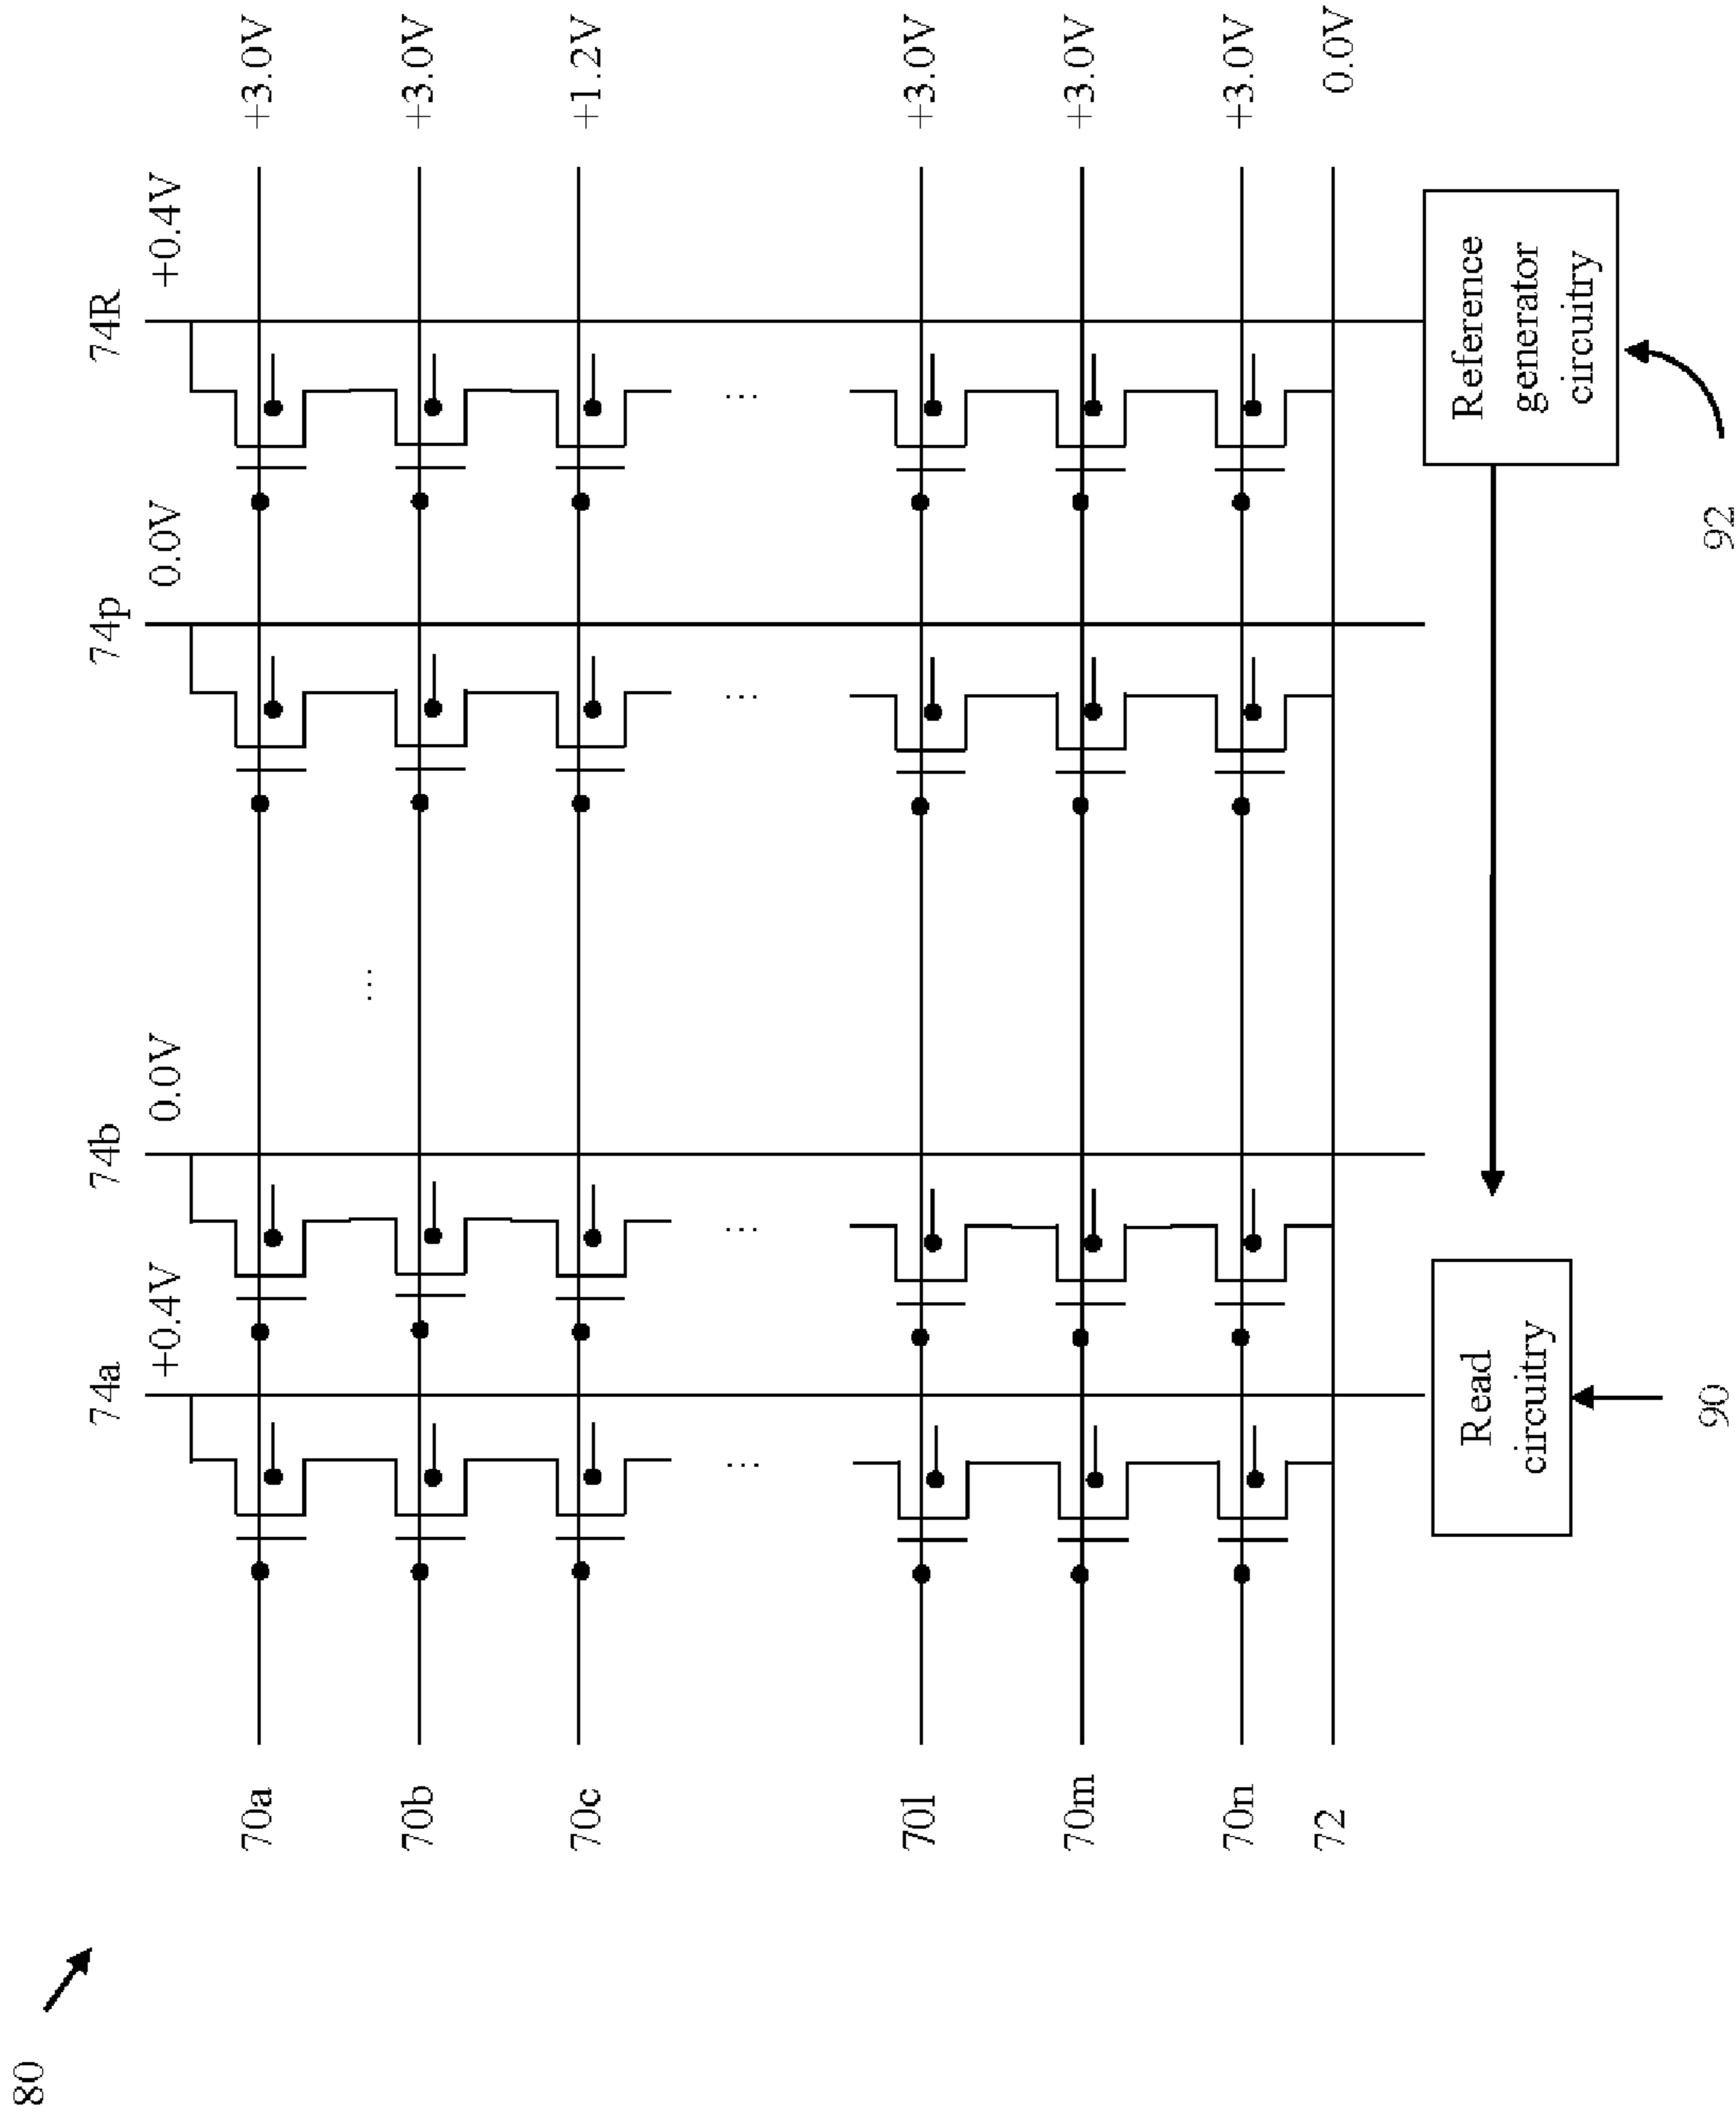 80
74a 74b 74p 74R
+0.4V 0.0V 0.0V +0.4V
70a +3.0V
70b +3.0V
70c +1.2V
70l +3.0V
70m +3.0V
70n +3.0V
72 0.0V
Read
circuitry
Reference
generator
circuitry
90
92